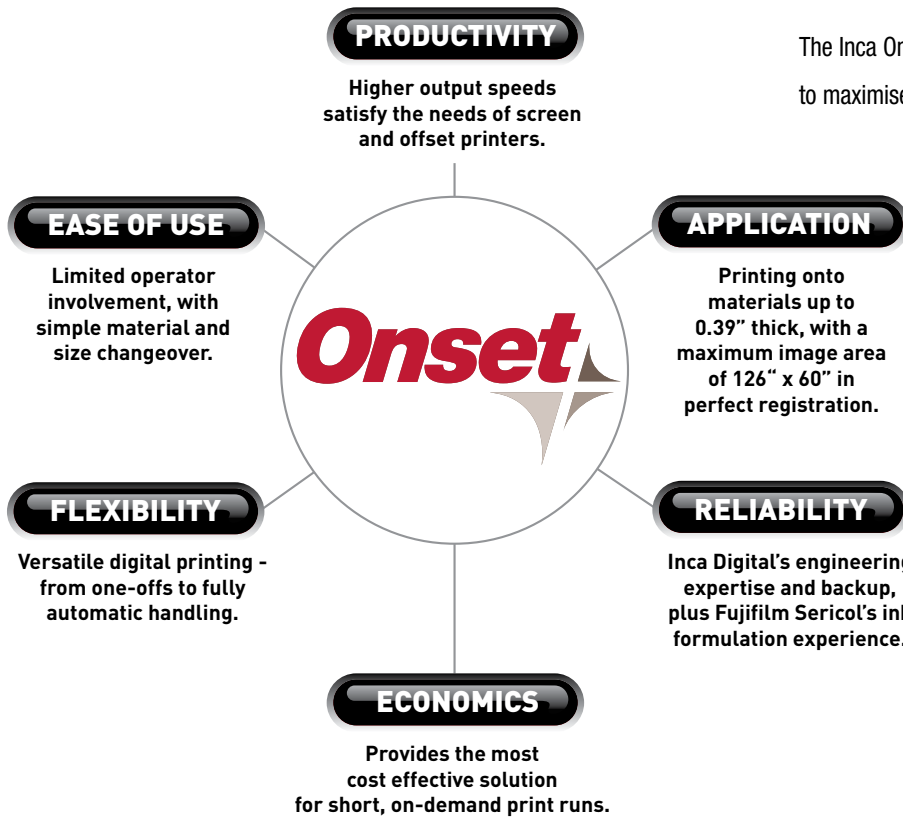 PRODUCTIVITY
Higher output speeds
satisfy the needs of screen
and offset printers.
The Inca
to maximise
EASE OF USE
Limited operator
involvement, with
simple material and
size changeover.
APPLICATION
Printing onto
materials up to
0.39” thick, with a
maximum image area
of 126“ x 60” in
perfect registration.
Onset
FLEXIBILITY
Versatile digital printing -
from one-offs to fully
automatic handling.
RELIABILITY
Inca Digital’s engineering
expertise and backup,
plus Fujifilm Sericol’s
formulation experience.
ECONOMICS
Provides the most
cost effective solution
for short, on-demand print runs.